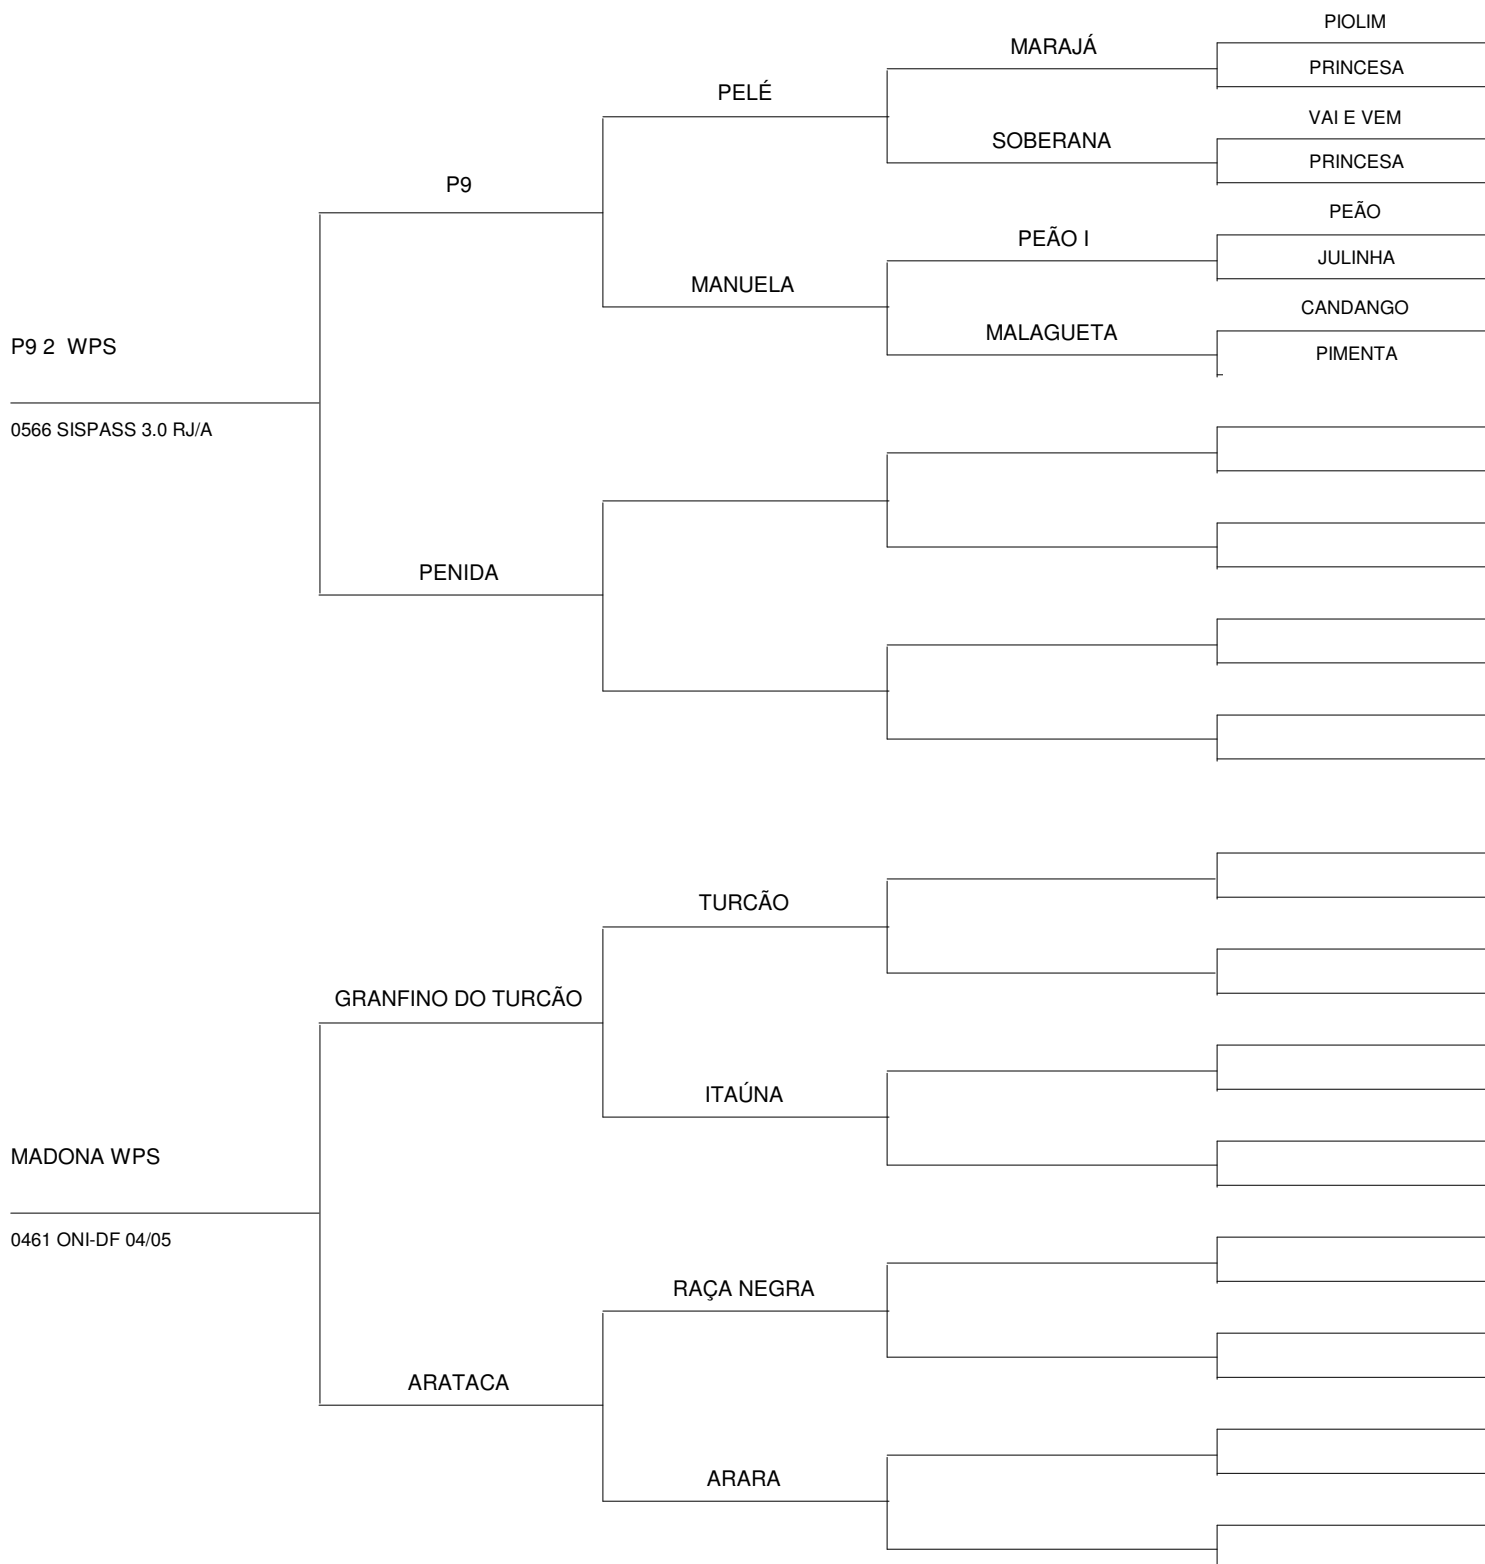 PIOLIM
MARAJÁ
PRINCESA
PELÉ
VAI E VEM
SOBERANA
PRINCESA
P9
PEÃO
PEÃO I
JULINHA
MANUELA
CANDANGO
MALAGUETA
PIMENTA
P9 2  WPS
0566 SISPASS 3.0 RJ/A
PENIDA
TURCÃO
GRANFINO DO TURCÃO
ITAÚNA
MADONA WPS
0461 ONI-DF 04/05
RAÇA NEGRA
ARATACA
ARARA